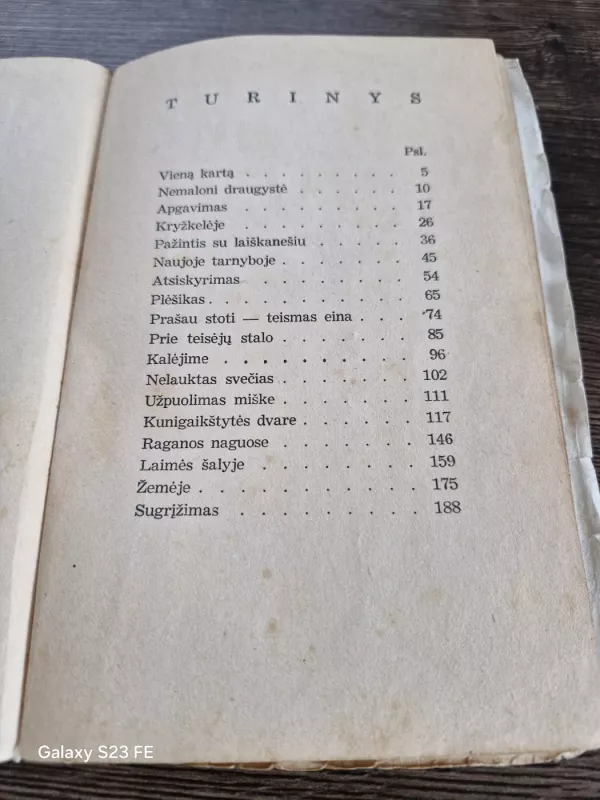 T U R I N Y S
Psl.
Vieną kartą . . . . . . . . . 5
Nemaloni draugystė . . . . . . 10
Apgavimas . . . . . . . . . 17
Kryžkelėje . . . . . . . . . 26
Pažintis su laiškanešiu . . . . . 36
Naujoje tarnyboje . . . . . . . 45
Atsiskyrimas . . . . . . . . . 54
Plėšikas . . . . . . . . . . 65
Prašau stoti — teismas eina . . . 74
Prie teisėjų stalo . . . . . . . 85
Kalėjime . . . . . . . . . 96
Nelauktas svečias . . . . . . . 102
Užpuolimas miške . . . . . . . 111
Kunigaikštytės dvare . . . . . . 117
Raganos naguose . . . . . . . 146
Laimės šalyje . . . . . . . . 159
Žemėje . . . . . . . . . . . 175
Sugrįžimas . . . . . . . . . 188
Galaxy S23 FE